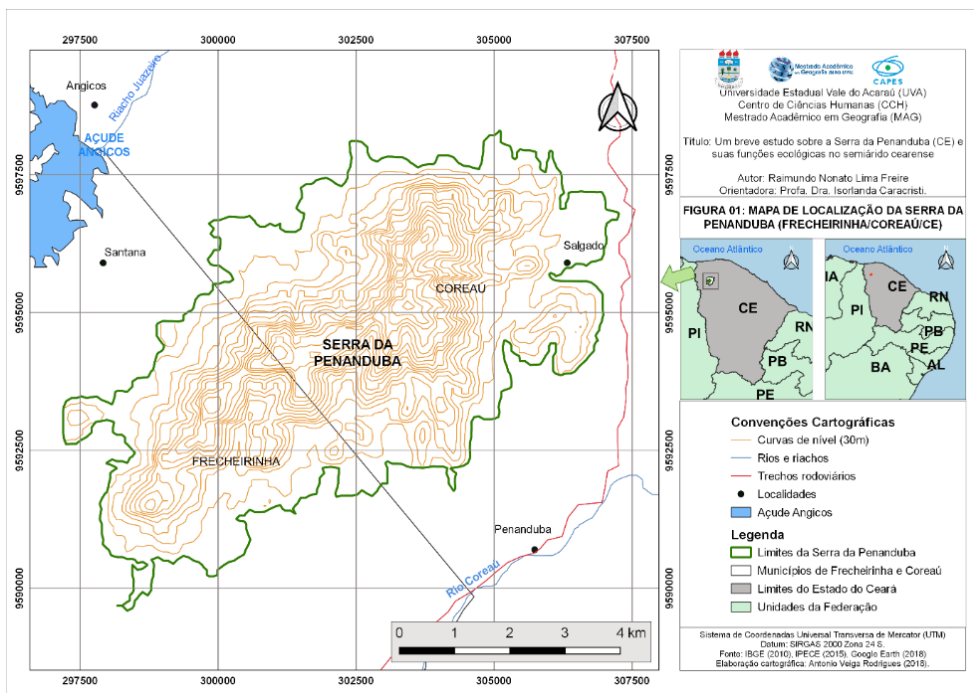 297500
300000
302500
305000
307500
Angicos
Riacho Juazeiro
AÇUDE
ANGICOS
9597500
9597500
Santana
Salgado
COREAÚ
9595000
9595000
SERRA DA
PENANDUBA
9592500
9592500
FRECHEIRINHA
Penanduba
Rio Coreaú
9590000
9590000
0 1 2 3 4 km
297500
300000
302500
305000
307500
Mestrado Acadêmico
CAPES
Universidade Estadual Vale do Acaraú (UVA)
Centro de Ciências Humanas (CCH)
Mestrado Acadêmico em Geografia (MAG)
Titulo: Um breve estudo sobre a Serra da Penanduba (CE) e
suas funções ecológicas no semiárido cearense
Autor: Raimundo Nonato Lima Freire
Orientadora: Profa. Dra. Isorlanda Caracristi.
FIGURA 01: MAPA DE LOCALIZAÇÃO DA SERRA DA
PENANDUBA (FRECHEIRINHA/COREAÚ/CE)
Oceano Atlântico
CE
PI
RN
PB
PE
Oceano Atlântico
IA
CE
PI
RN
PB
PE
AL
BA
Convenções Cartográficas
Curvas de nível (30m)
Rios e riachos
Trechos rodoviários
Localidades
Açude Angicos
Legenda
Limites da Serra da Penanduba
Municípios de Frecheirinha e Coreaú
Limites do Estado do Ceará
Unidades da Federação
Sistema de Coordenadas Universal Transversa de Mercator (UTM)
Datum: SIRGAS 2000 Zona 24 S.
Fonte: IBGE (2010), IPECE (2015), Google Earth (2018)
Elaboração cartográfica: Antonio Veiga Rodrigues (2018).